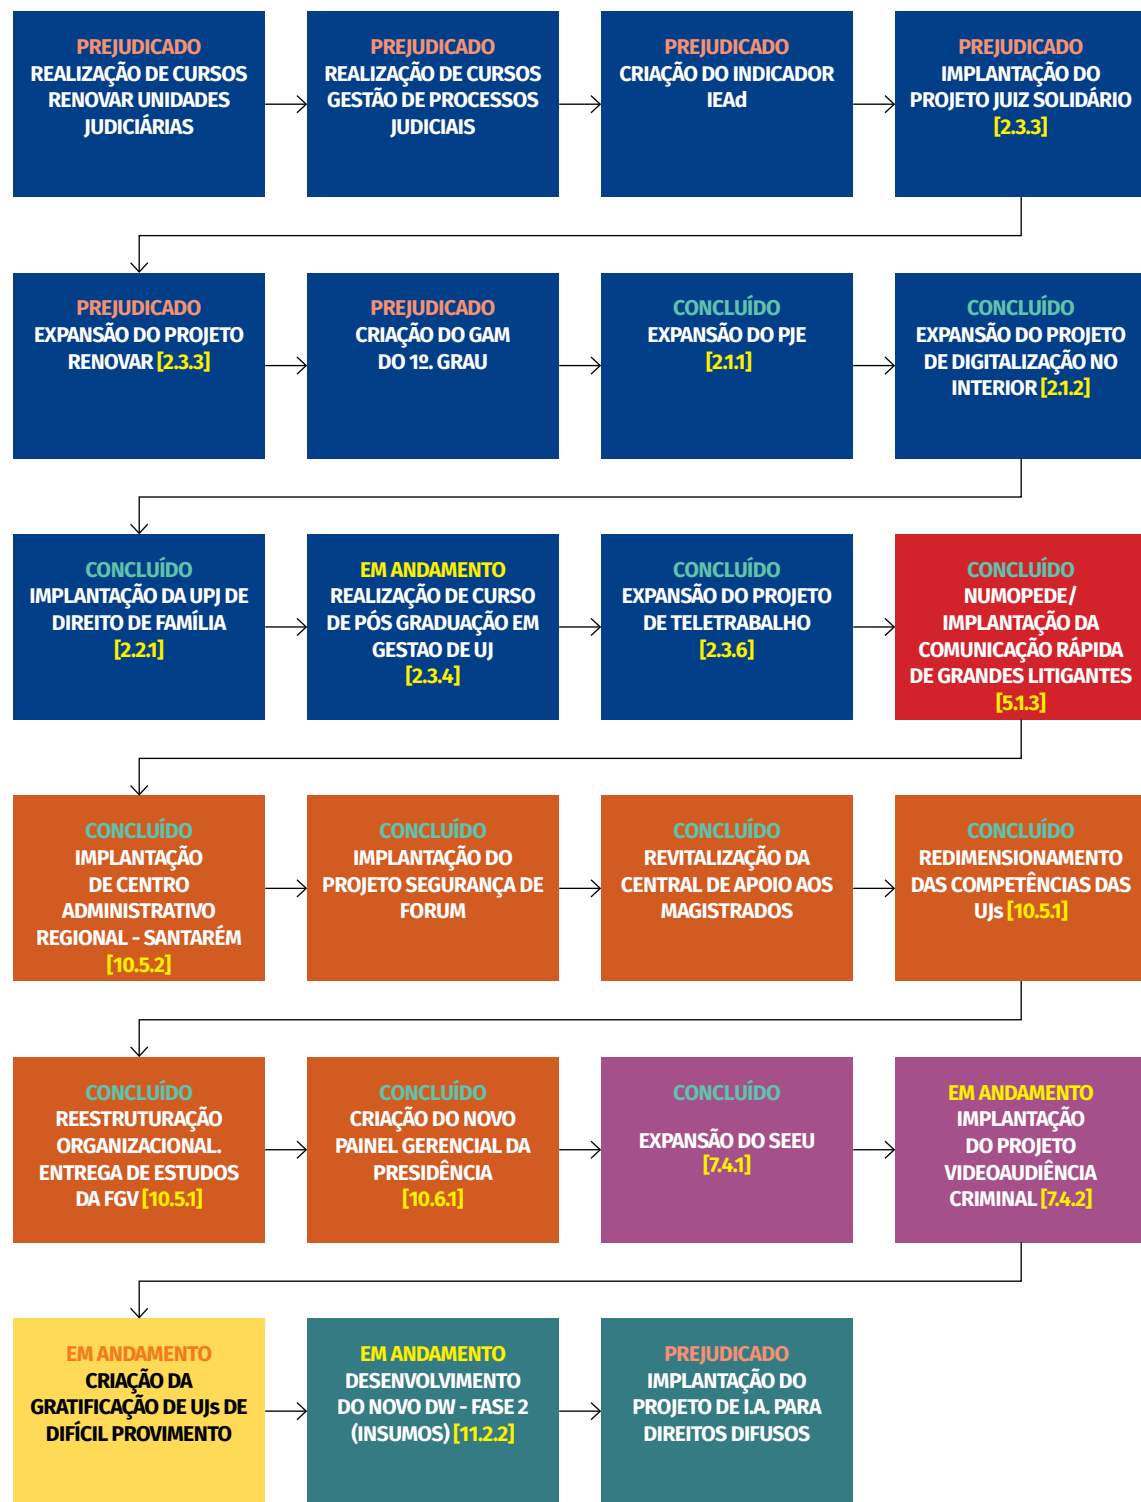 PREJUDICADO
REALIZAÇÃO DE CURSOS
RENOVAR UNIDADES
JUDICIÁRIAS
PREJUDICADO
REALIZAÇÃO DE CURSOS
GESTÃO DE PROCESSOS
JUDICIAIS
PREJUDICADO
CRIAÇÃO DO INDICADOR
IEAd
PREJUDICADO
IMPLANTAÇÃO DO
PROJETO JUIZ SOLIDÁRIO
[2.3.3]
PREJUDICADO
EXPANSÃO DO PROJETO
RENOVAR [2.3.3]
PREJUDICADO
CRIAÇÃO DO GAM
DO 1º. GRAU
CONCLUÍDO
EXPANSÃO DO PJE
[2.1.1]
CONCLUÍDO
EXPANSÃO DO PROJETO
DE DIGITALIZAÇÃO NO
INTERIOR [2.1.2]
CONCLUÍDO
IMPLANTAÇÃO DA UPJ DE
DIREITO DE FAMÍLIA
[2.2.1]
EM ANDAMENTO
REALIZAÇÃO DE CURSO
DE PÓS GRADUAÇÃO EM
GESTAO DE UJ
[2.3.4]
CONCLUÍDO
EXPANSÃO DO PROJETO
DE TELETRABALHO
[2.3.6]
CONCLUÍDO
NUMOPEDE/
IMPLANTAÇÃO DA
COMUNICAÇÃO RÁPIDA
DE GRANDES LITIGANTES
[5.1.3]
CONCLUÍDO
IMPLANTAÇÃO
DE CENTRO
ADMINISTRATIVO
REGIONAL - SANTARÉM
[10.5.2]
CONCLUÍDO
IMPLANTAÇÃO DO
PROJETO SEGURANÇA DE
FORUM
CONCLUÍDO
REVITALIZAÇÃO DA
CENTRAL DE APOIO AOS
MAGISTRADOS
CONCLUÍDO
REDIMENSIONAMENTO
DAS COMPETÊNCIAS DAS
UJs [10.5.1]
CONCLUÍDO
REESTRUTURAÇÃO
ORGANIZACIONAL.
ENTREGA DE ESTUDOS
DA FGV [10.5.1]
CONCLUÍDO
CRIAÇÃO DO NOVO
PAINEL GERENCIAL DA
PRESIDÊNCIA
[10.6.1]
CONCLUÍDO
EXPANSÃO DO SEEU
[7.4.1]
EM ANDAMENTO
IMPLANTAÇÃO
DO PROJETO
VIDEOAUDIÊNCIA
CRIMINAL [7.4.2]
EM ANDAMENTO
CRIAÇÃO DA
GRATIFICAÇÃO DE UJs DE
DIFÍCIL PROVIMENTO
EM ANDAMENTO
DESENVOLVIMENTO
DO NOVO DW - FASE 2
(INSUMOS) [11.2.2]
PREJUDICADO
IMPLANTAÇÃO DO
PROJETO DE I.A. PARA
DIREITOS DIFUSOS